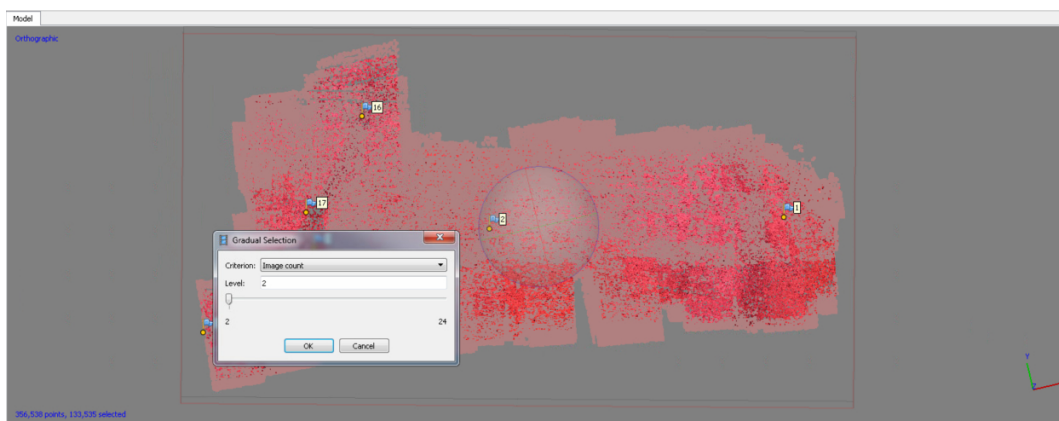 Model
Orthographic
16
17
2
1
Gradual Selection
Criterion: Image count
Level: 2
2 24
OK Cancel
Y
Z
356,538 points, 133,535 selected